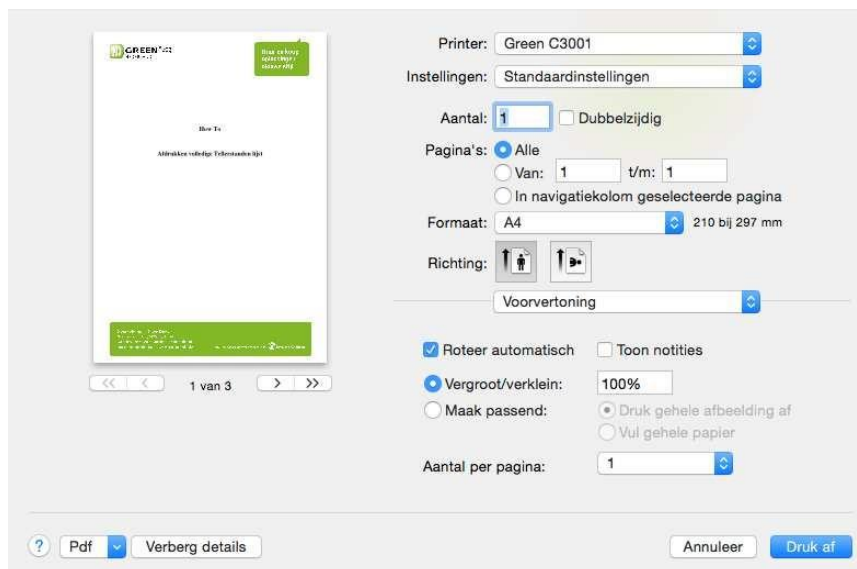 GREEN
How To
Afdrukken volledige Tellerstanden lijst
1 van 3
Printer: Green C3001
Instellingen: Standaardinstellingen
Aantal: 1 Dubbelzijdig
Pagina's: Alle
Van: 1 t/m: 1
In navigatiekolom geselecteerde pagina
Formaat: A4 210 bij 297 mm
Richting:
Voorvertoning
Roteer automatisch Toon notities
Vergroot/verklein: 100%
Maak passend: Druk gehele afbeelding af
Vul gehele papier
Aantal per pagina: 1
? Pdf Verberg details Annuleer Druk af